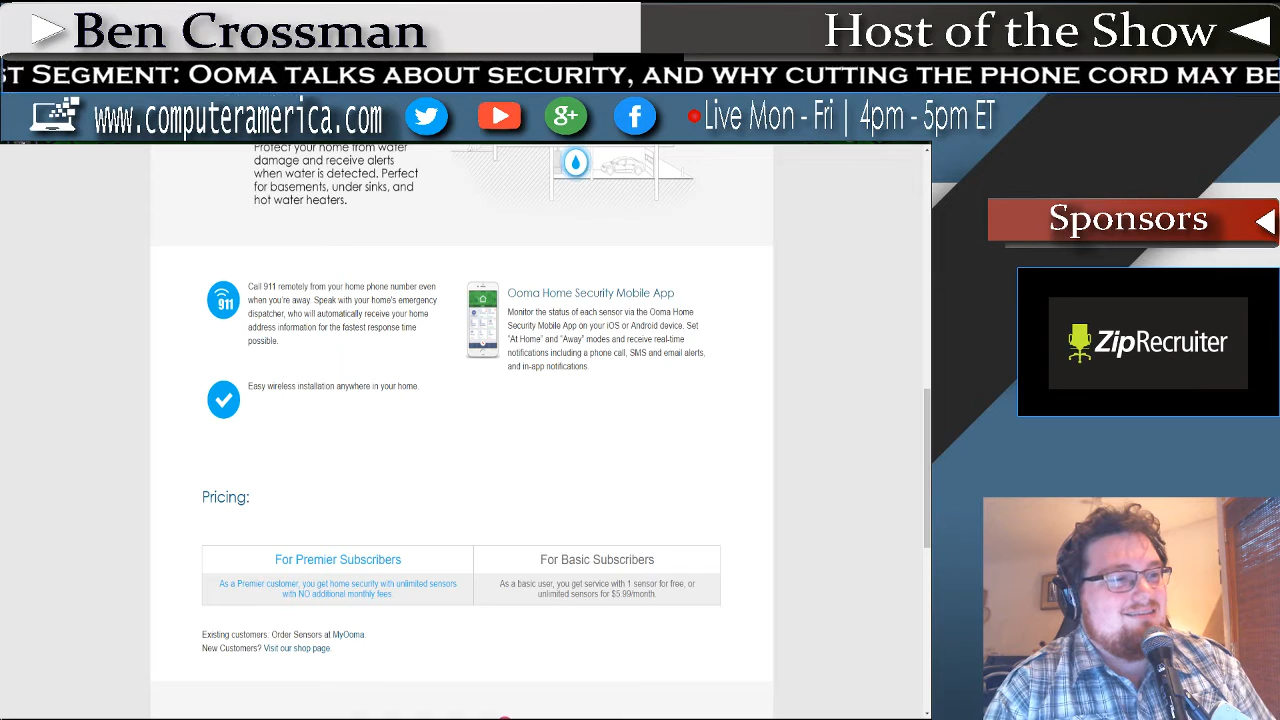 Ben Crossman
Host of the Show
T SEGMENT: OOMA TALKS ABOUT SECURITY, AND WHY CUTTING THE PHONE CORD MAY BE
www.computeramerica.com
g+
f
Live Mon - Fri | 4pm - 5pm ET
Protect your home from water
damage and receive alerts
when water is detected. Perfect
for basements, under sinks, and
hot water heaters.
911
Call 911 remotely from your home phone number even
when you're away. Speak with your home's emergency
dispatcher, who will automatically receive your home
address information for the fastest response time
possible.
Easy wireless installation anywhere in your home.
Ooma Home Security Mobile App
Monitor the status of each sensor via the Ooma Home
Security Mobile App on your iOS or Android device. Set
"At Home" and "Away" modes and receive real-time
notifications including a phone call, SMS and email alerts,
and in-app notifications.
Pricing:
For Premier Subscribers
As a Premier customer, you get home security with unlimited sensors
with NO additional monthly fees.
For Basic Subscribers
As a basic user, you get service with 1 sensor for free, or
unlimited sensors for $5.99/month.
Existing customers: Order Sensors at MyOoma.
New Customers? Visit our shop page.
Sponsors
ZipRecruiter